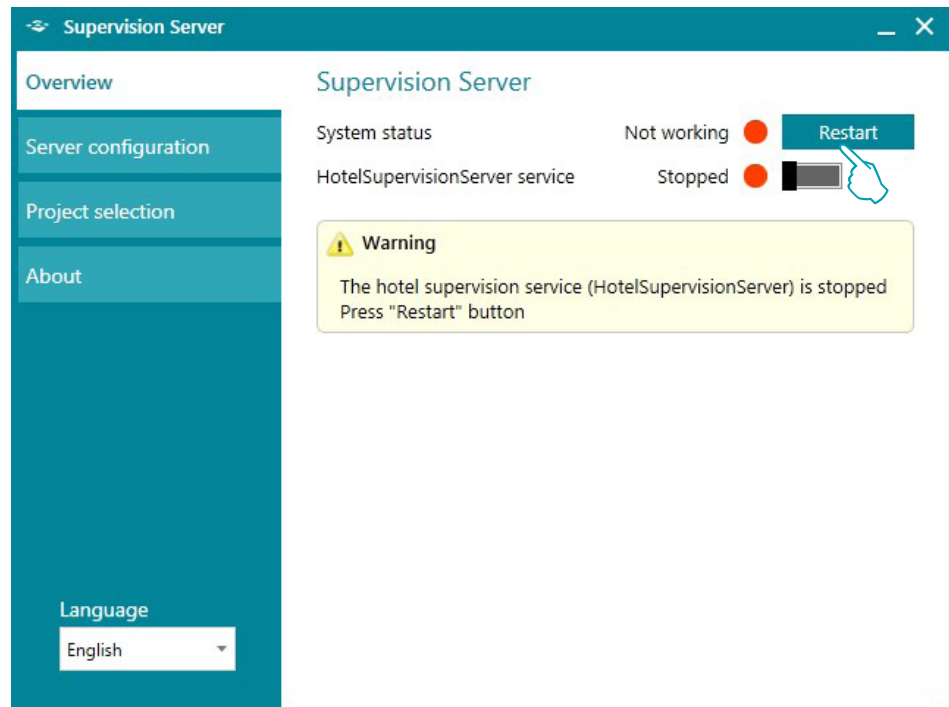 Supervision Server
Overview
Server configuration
Project selection
About
Language
English
Supervision Server
System status Not working Restart
HotelSupervisionServer service Stopped
Warning
The hotel supervision service (HotelSupervisionServer) is stopped
Press "Restart" button